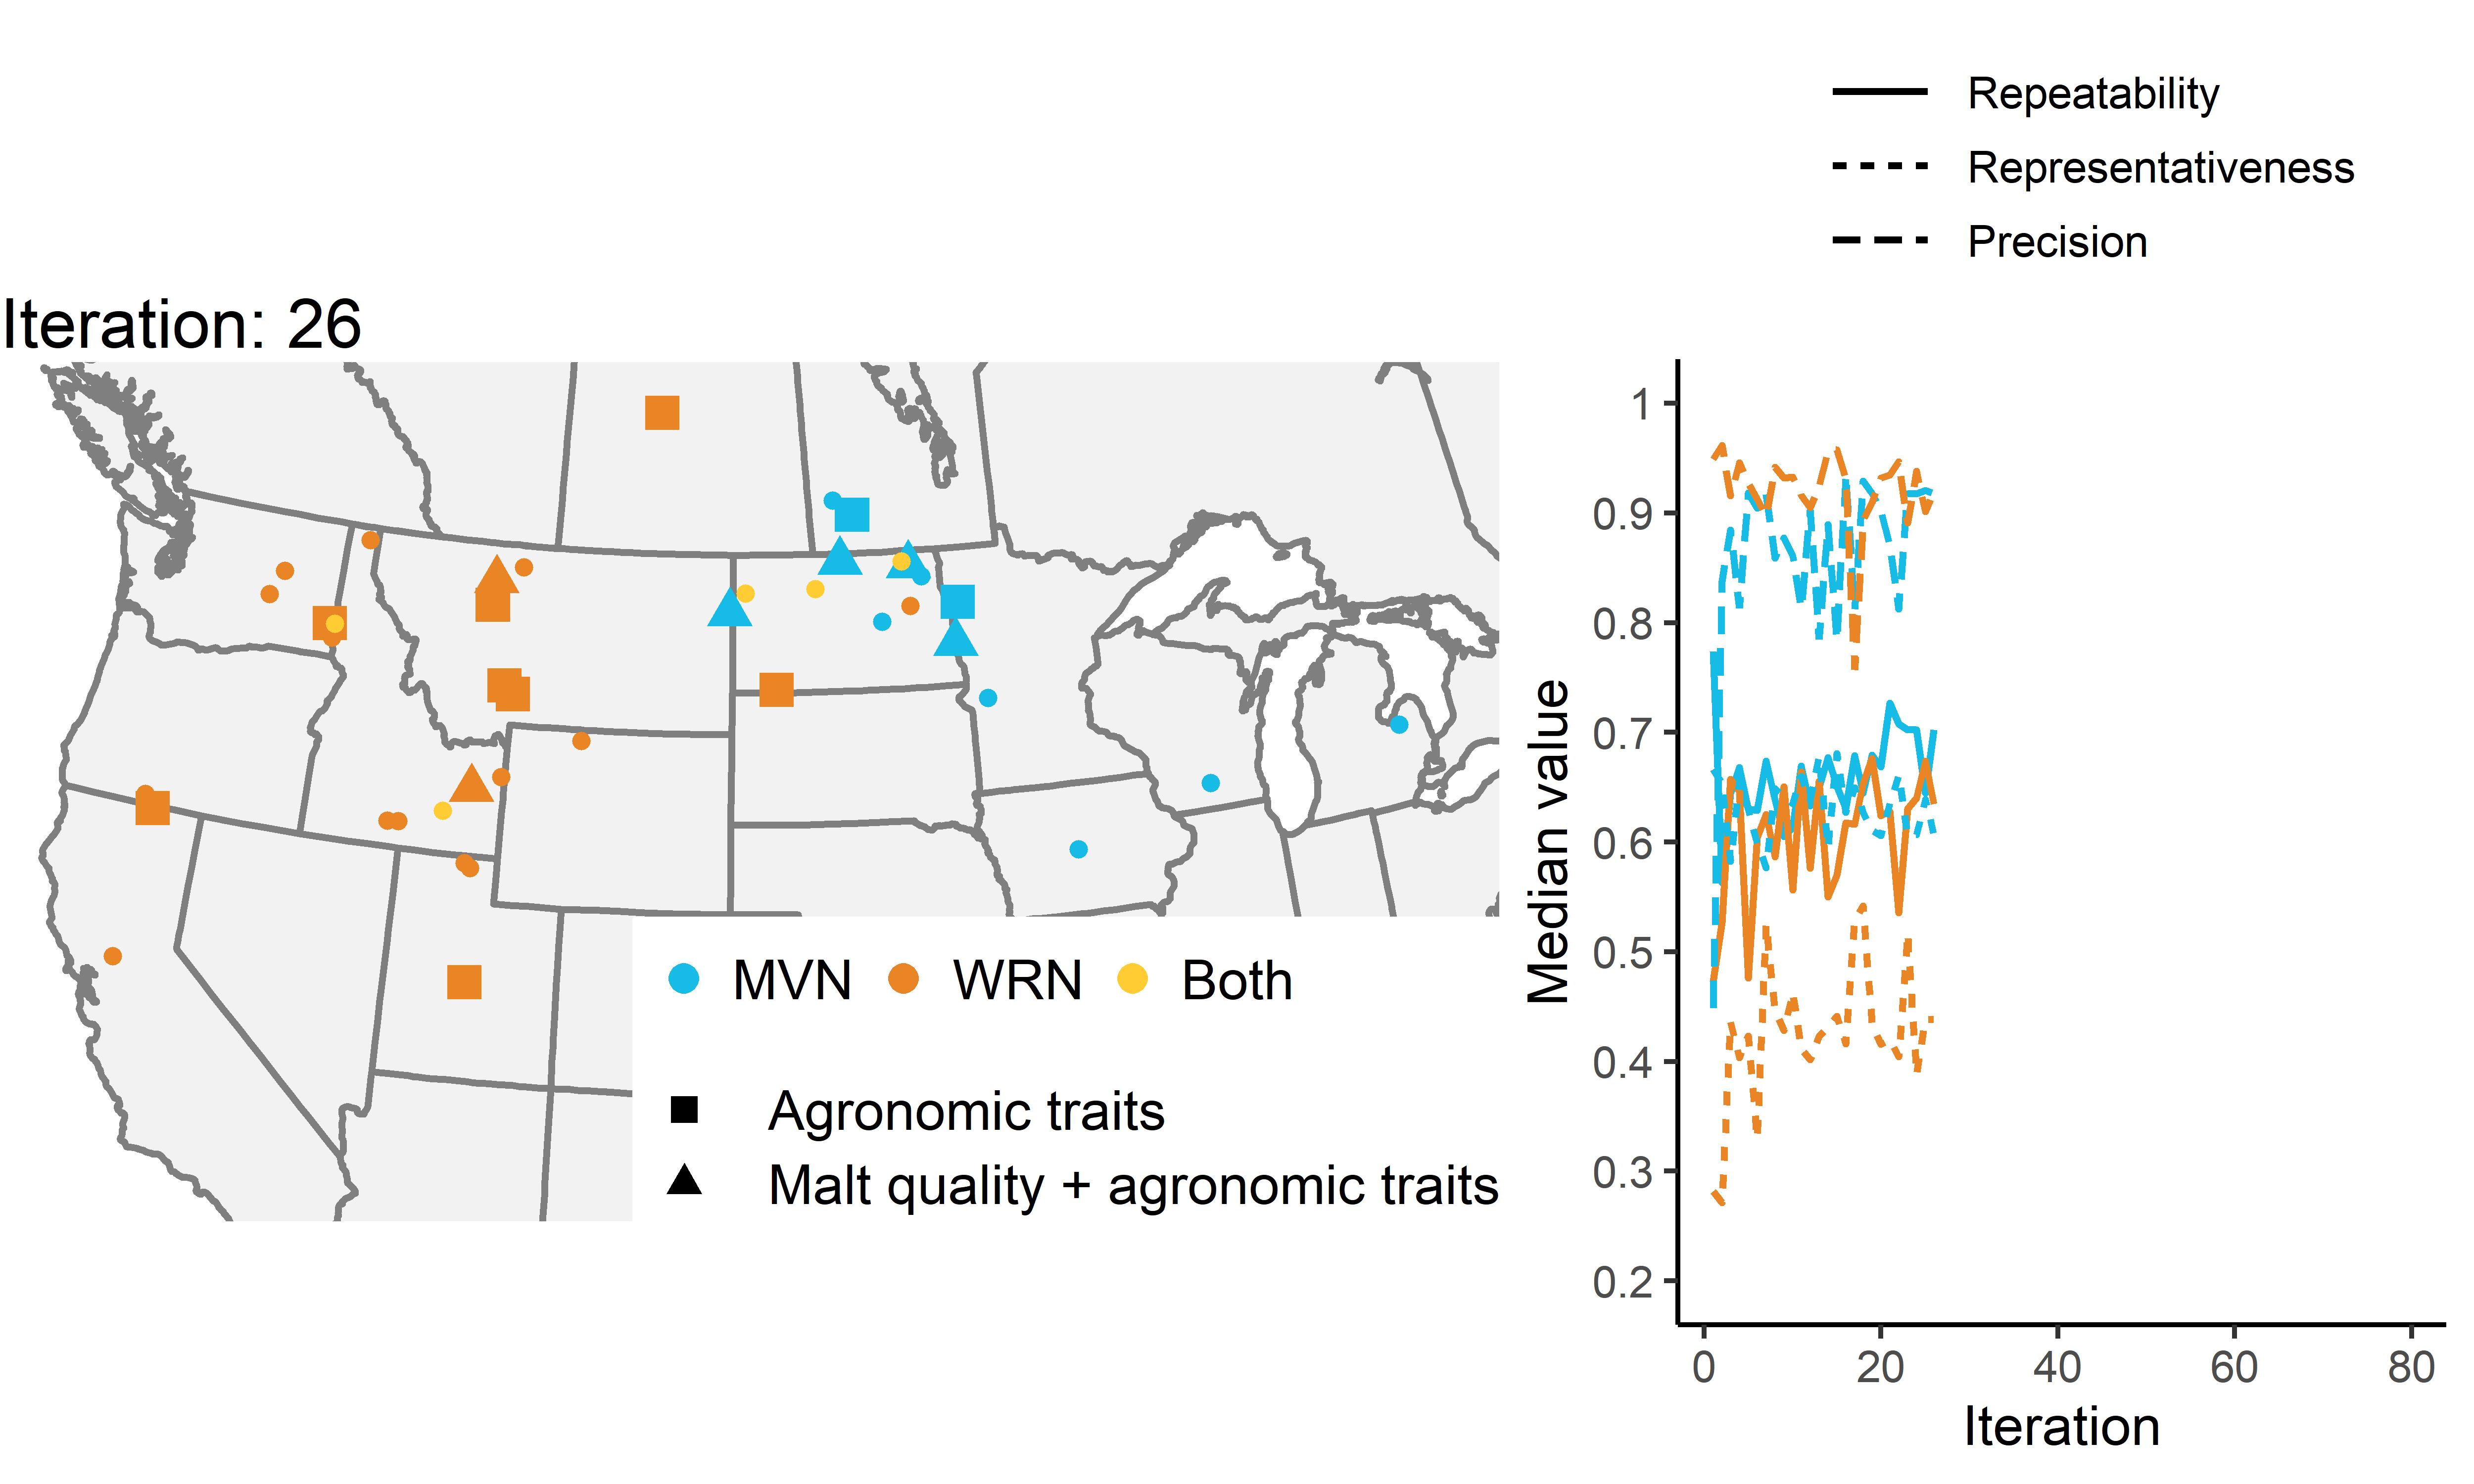 Repeatability
Representativeness
Precision
Iteration: 26
MVN
WRN
Both
Agronomic traits
Malt quality + agronomic traits
Median value
1
0.9
0.8
0.7
0.6
0.5
0.4
0.3
0.2
0 20 40 60 80
Iteration